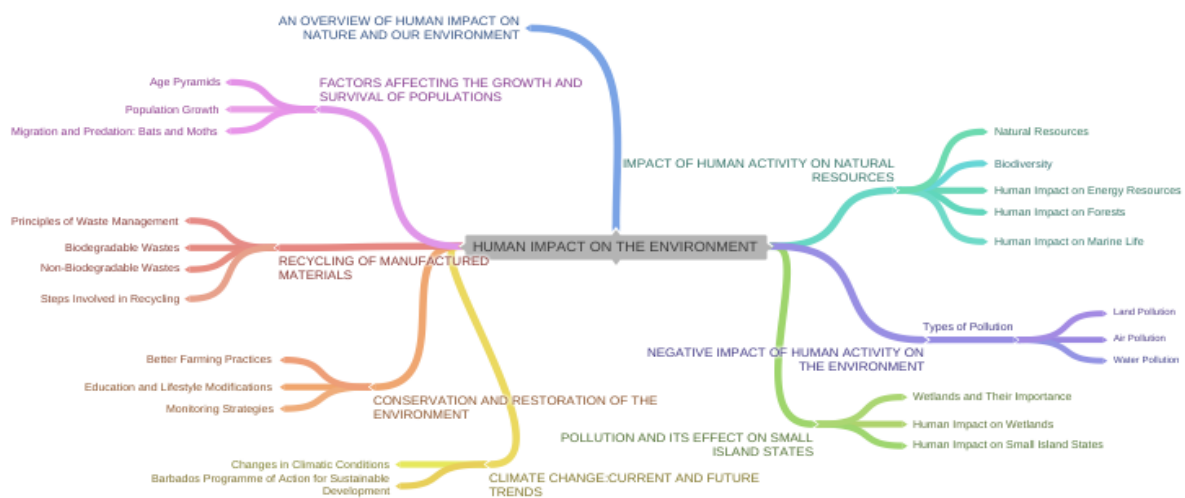 AN OVERVIEW OF HUMAN IMPACT ON
NATURE AND OUR ENVIRONMENT
FACTORS AFFECTING THE GROWTH AND
SURVIVAL OF POPULATIONS
Age Pyramids
Population Growth
Migration and Predation: Bats and Moths
HUMAN IMPACT ON THE ENVIRONMENT
RECYCLING OF MANUFACTURED
MATERIALS
Principles of Waste Management
Biodegradable Wastes
Non-Biodegradable Wastes
Steps Involved in Recycling
CONSERVATION AND RESTORATION OF THE
ENVIRONMENT
Better Farming Practices
Education and Lifestyle Modifications
Monitoring Strategies
CLIMATE CHANGE:CURRENT AND FUTURE
TRENDS
Changes in Climatic Conditions
Barbados Programme of Action for Sustainable
Development
IMPACT OF HUMAN ACTIVITY ON NATURAL
RESOURCES
Natural Resources
Biodiversity
Human Impact on Energy Resources
Human Impact on Forests
Human Impact on Marine Life
NEGATIVE IMPACT OF HUMAN ACTIVITY ON
THE ENVIRONMENT
Types of Pollution
Land Pollution
Air Pollution
Water Pollution
POLLUTION AND ITS EFFECT ON SMALL
ISLAND STATES
Wetlands and Their Importance
Human Impact on Wetlands
Human Impact on Small Island States